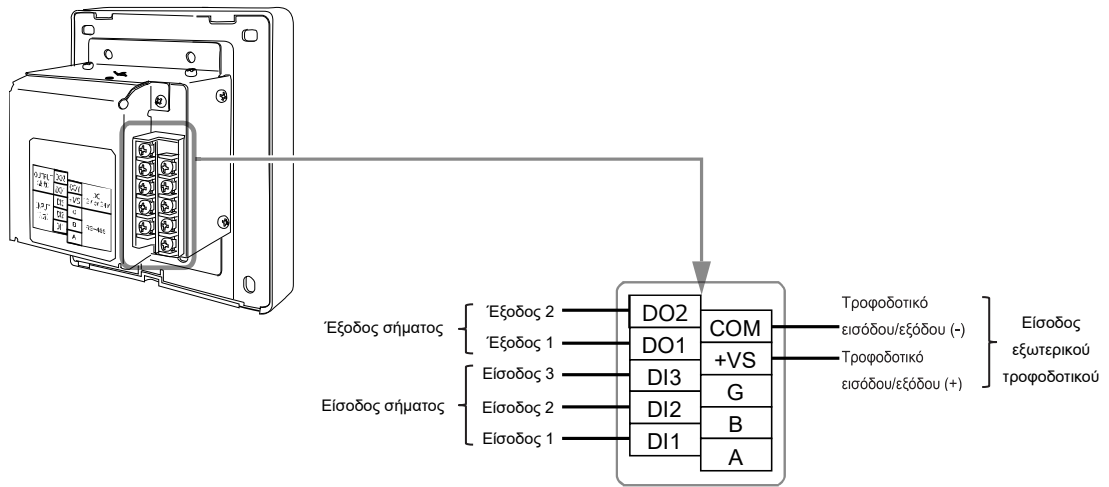 DO2
COM
DO1
+VS
DI3
G
DI2
B
DI1
A
Έξοδος σήματος
Έξοδος 2
Έξοδος 1
Είσοδος σήματος
Είσοδος 3
Είσοδος 2
Είσοδος 1
Τροφοδοτικό
εισόδου/εξόδου (-)
Τροφοδοτικό
εισόδου/εξόδου (+)
Είσοδος
εξωτερικού
τροφοδοτικού